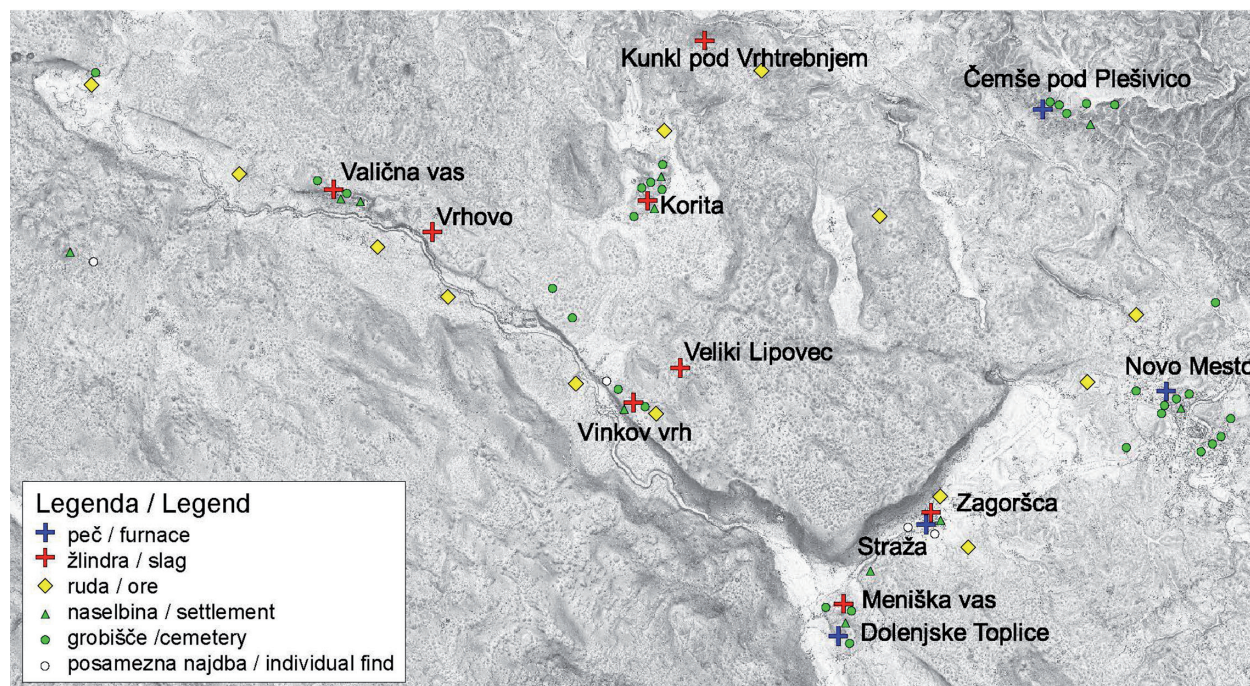 Kunkl pod Vrhtrebnjem
Čemše pod Plešivico
Valična vas
Vrhovo
Korita
Veliki Lipovec
Novo Mesto
Vinkov vrh
Zagoršca
Straža
Meniška vas
Dolenjske Toplice
Legenda / Legend
peč / furnace
žlindra / slag
ruda / ore
naselbina / settlement
grobišče /cemetery
posamezna najdba / individual find